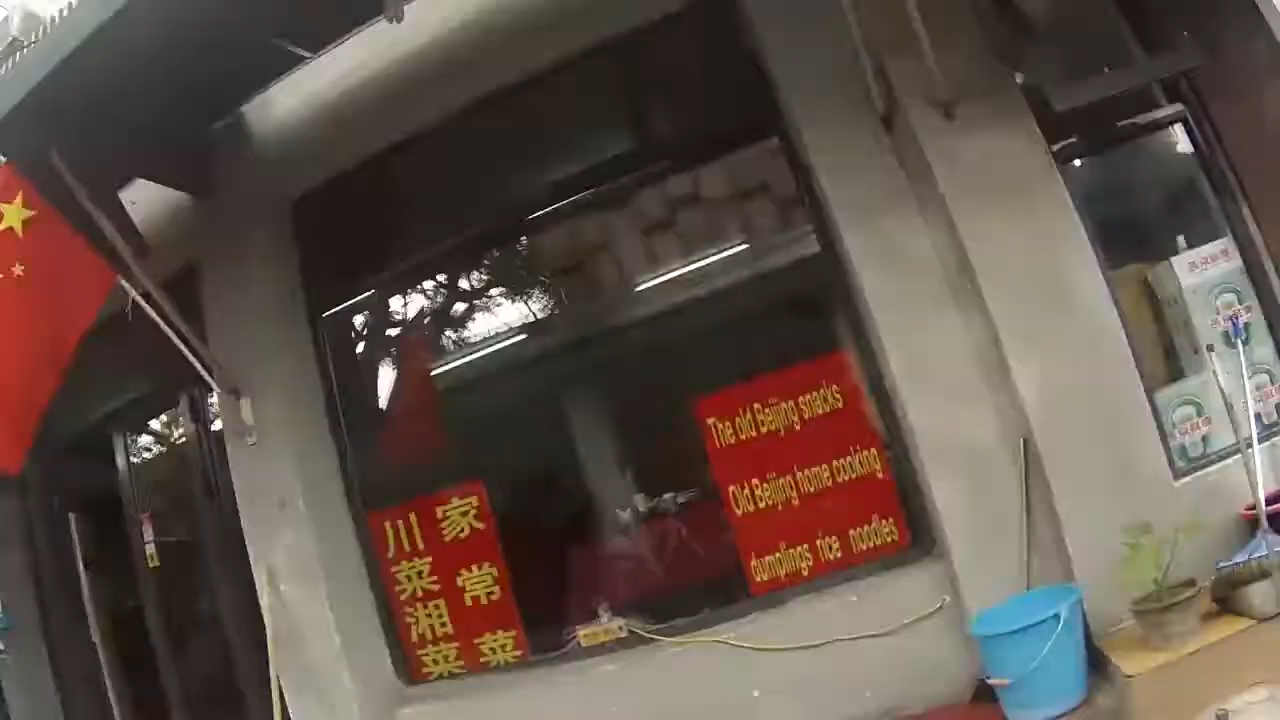 家常菜
川菜湘菜
The old Beijing snacks
Old Beijing home cooking
dumplings rice noodles